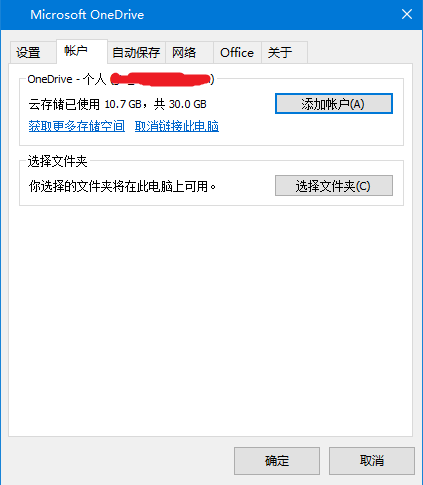 Microsoft OneDrive
设置 帐户 自动保存 网络 Office 关于
OneDrive - 个人 )
云存储已使用 10.7 GB，共 30.0 GB
添加帐户(A)
获取更多存储空间 取消链接此电脑
选择文件夹
你选择的文件夹将在此电脑上可用。
选择文件夹(C)
确定 取消